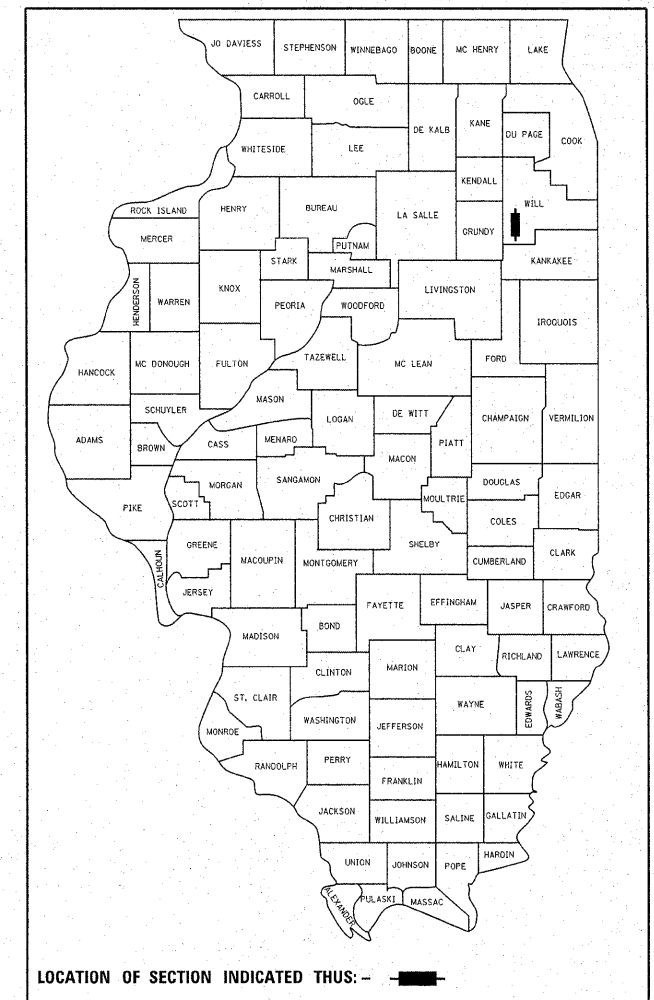 JO DAVIESS STEPHENSON WINNEBAGO BOONE MC HENRY LAKE
CARROLL OGLE DE KALB KANE DU PAGE COOK
WHITESIDE LEE
KENDALL
ROCK ISLAND HENRY BUREAU LA SALLE GRUNDY WILL
MERCER PUTNAM
STARK MARSHALL KANKAKEE
HENDERSON WARREN KNOX PEORIA WOODFORD LIVINGSTON IROQUOIS
HANCOCK MC DONOUGH FULTON TAZEWELL MC LEAN FORD
MASON
SCHUYLER LOGAN DE WITT CHAMPAIGN VERMILION
ADAMS BROWN CASS MENARD PIATT
MACON
MORGAN SANGAMON DOUGLAS
PIKE SCOTT MOULTRIE EDGAR
CHRISTIAN COLES
GREENE SHELBY
CALHOUN MACOUPIN MONTGOMERY CUMBERLAND CLARK
JERSEY FAYETTE EFFINGHAM JASPER CRAWFORD
MADISON BOND
CLAY RICHLAND LAWRENCE
CLINTON MARION
ST. CLAIR WAYNE EDWARDS WABASH
WASHINGTON JEFFERSON
MONROE
RANDOLPH PERRY HAMILTON WHITE
FRANKLIN
JACKSON WILLIAMSON SALINE GALLATIN
UNION JOHNSON POPE HARDIN
ALEXANDER PULASKI MASSAC
LOCATION OF SECTION INDICATED THUS: -